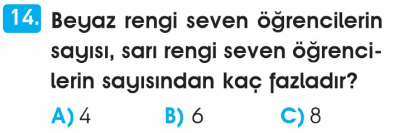 14. Beyaz rengi seven öğrencilerin
sayısı, sarı rengi seven öğrenci-
lerin sayısından kaç fazladır?
A) 4 B) 6 C) 8